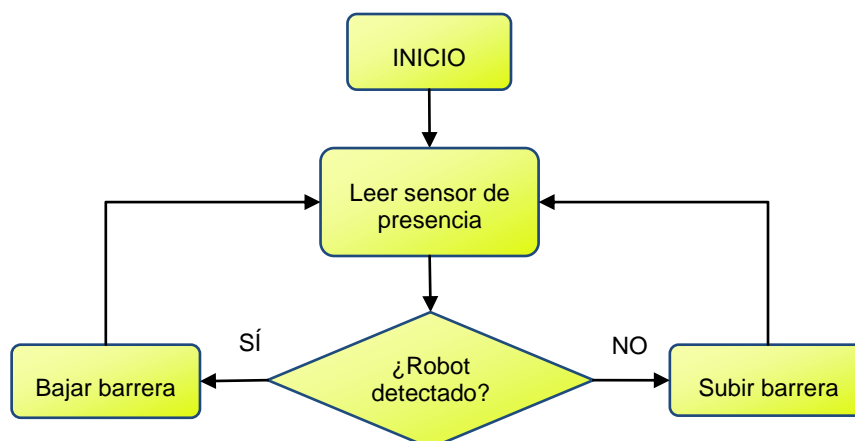 INICIO
Leer sensor de
presencia
SÍ
¿Robot
detectado?
NO
Bajar barrera
Subir barrera